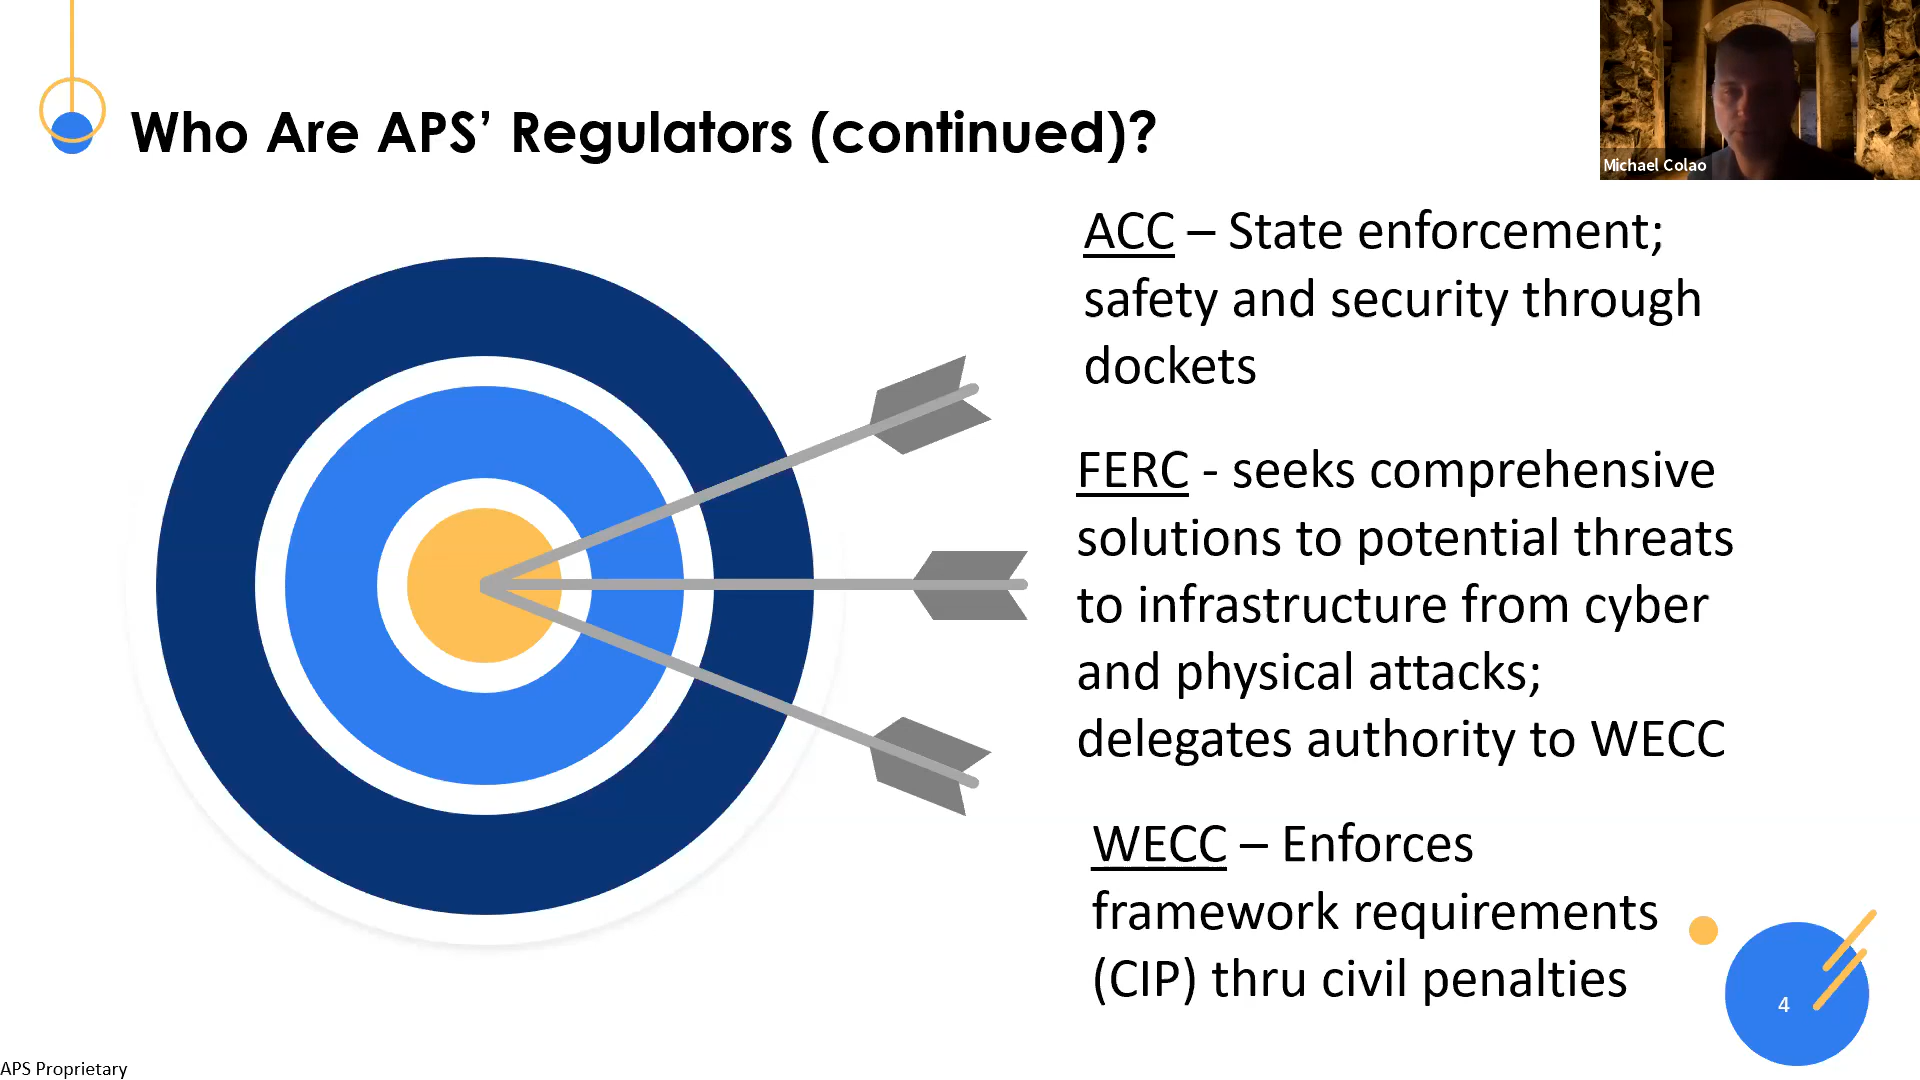 Who Are APS’ Regulators (continued)?
Michael Colao
ACC – State enforcement;
safety and security through
dockets
FERC - seeks comprehensive
solutions to potential threats
to infrastructure from cyber
and physical attacks;
delegates authority to WECC
WECC – Enforces
framework requirements
(CIP) thru civil penalties
4
APS Proprietary